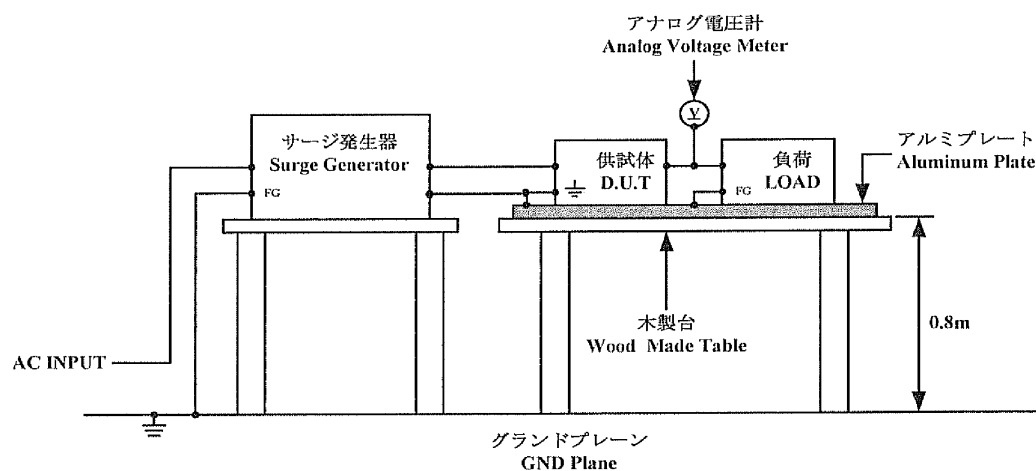 アナログ電圧計
Analog Voltage Meter
V
サージ発生器
Surge Generator
FG
供試体
D.U.T
負荷
LOAD
FG
アルミプレート
Aluminum Plate
木製台
Wood Made Table
0.8m
AC INPUT
グランドプレーン
GND Plane